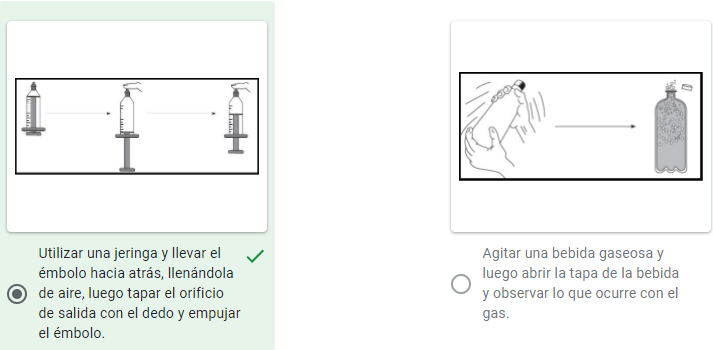 Utilizar una jeringa y llevar el
émbolo hacia atrás, llenándola
de aire, luego tapar el orificio
de salida con el dedo y empujar
el émbolo.
Agitar una bebida gaseosa y
luego abrir la tapa de la bebida
y observar lo que ocurre con el
gas.